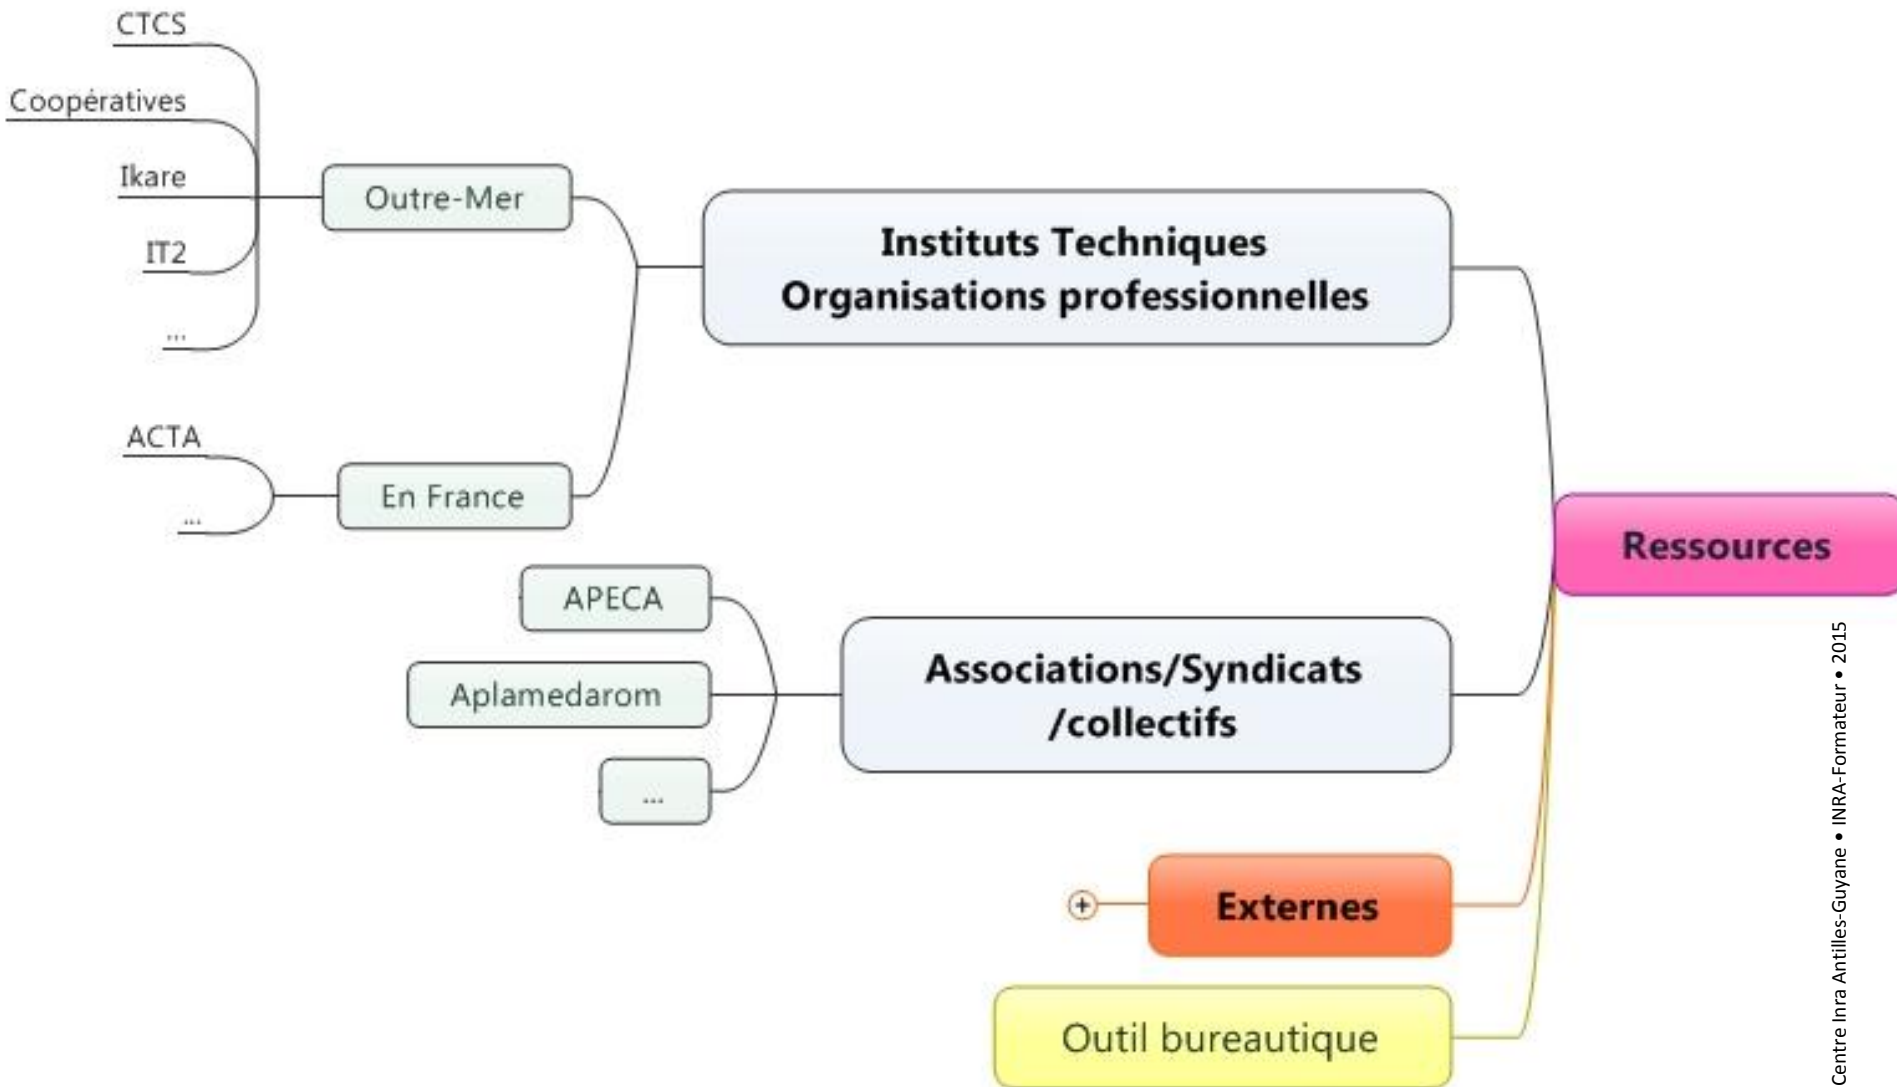 CTCS
Coopératives
Ikare
IT2
...
Outre-Mer
Instituts Techniques
Organisations professionnelles
ACTA
...
En France
Ressources
APECA
Aplamedarom
...
Associations/Syndicats
/collectifs
+
Externes
Outil bureautique
Centre Inra Antilles-Guyane • INRA-Formateur • 2015